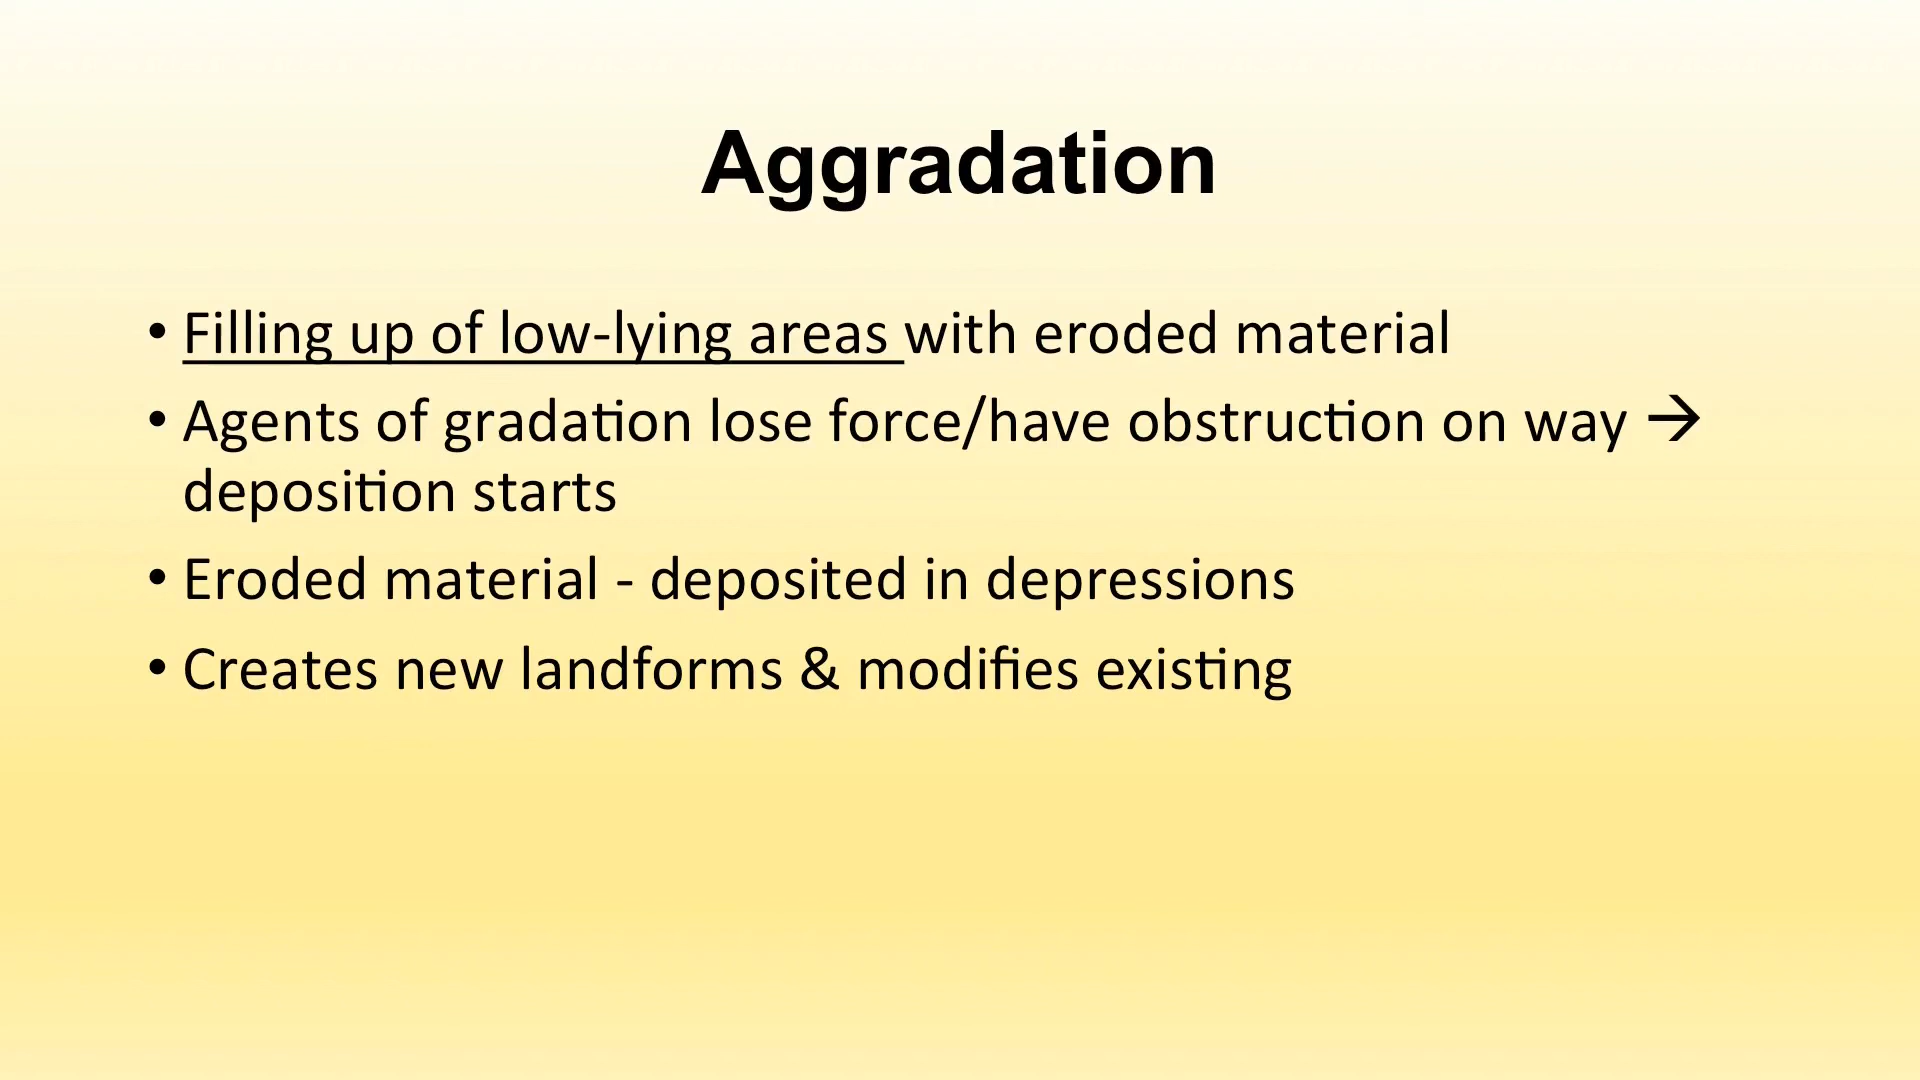 Aggradation
• Filling up of low-lying areas with eroded material
• Agents of gradation lose force/have obstruction on way →
deposition starts
• Eroded material - deposited in depressions
• Creates new landforms & modifies existing